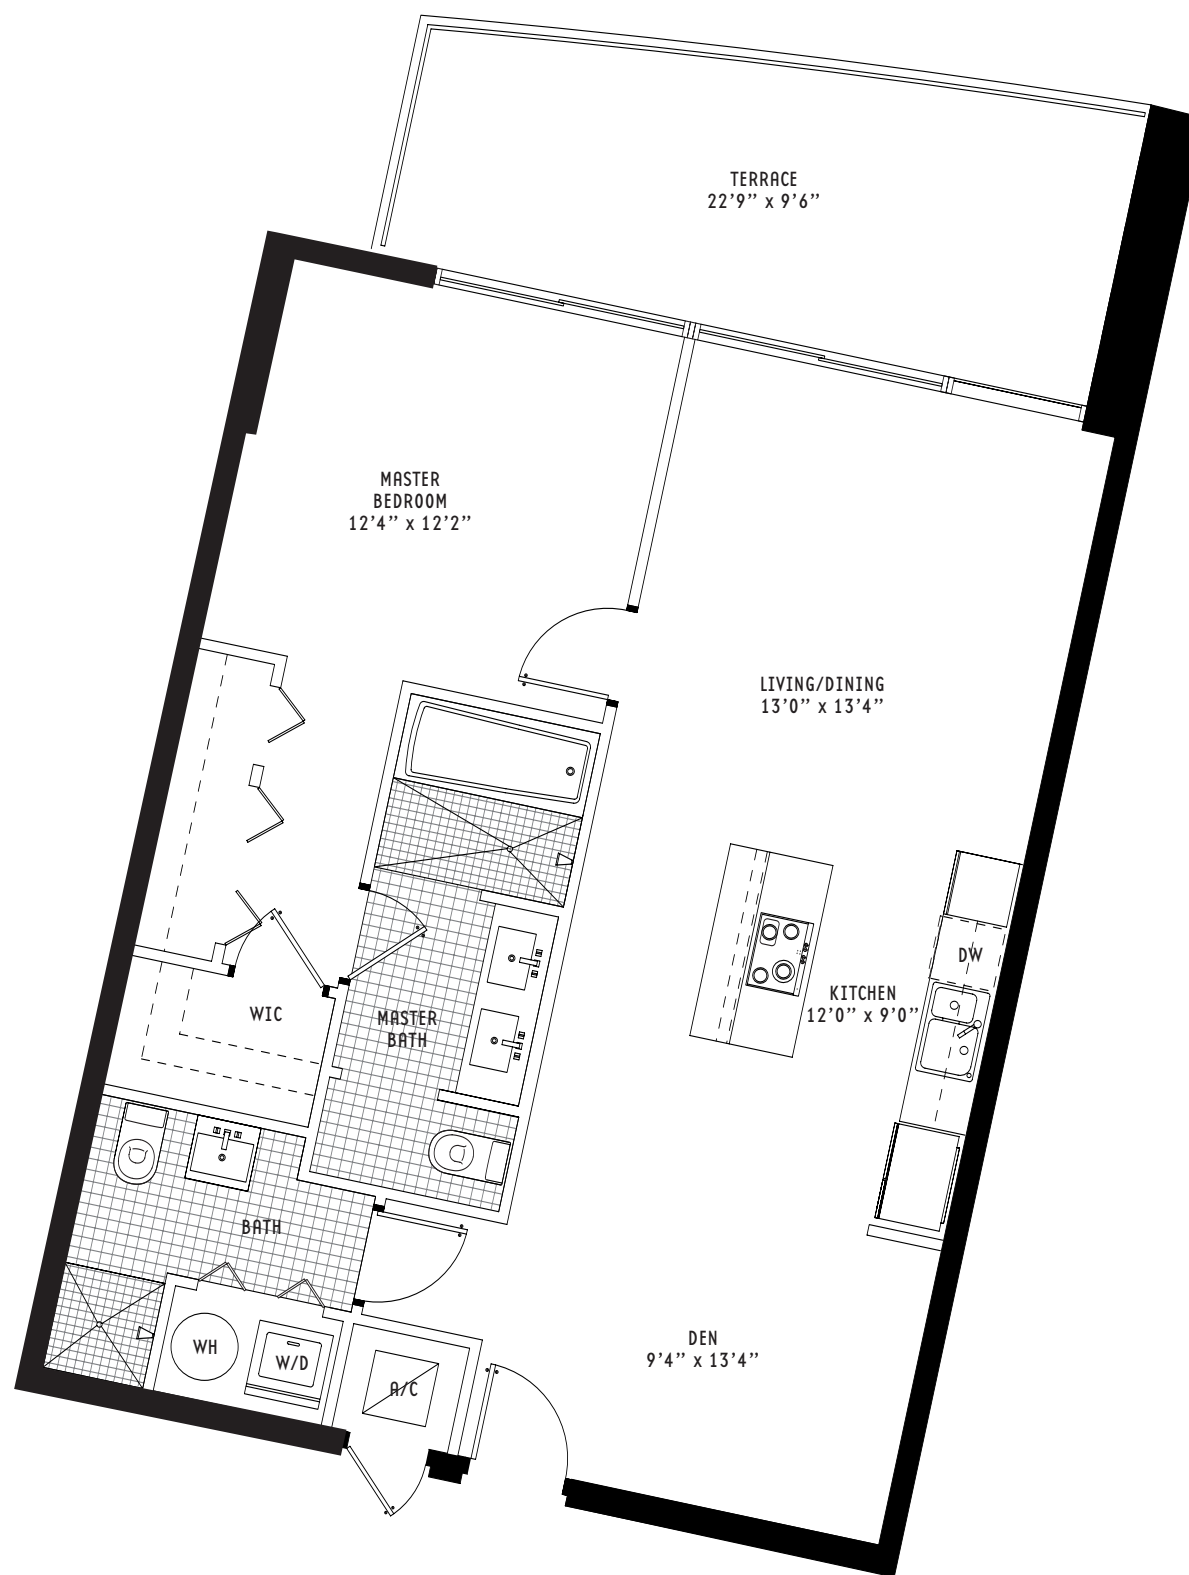 TERRACE
22’9” x 9’6”
MASTER
BEDROOM
12’4” x 12’2”
LIVING/DINING
13’0” x 13’4”
DW
KITCHEN
12’0” x 9’0”
WIC
MASTER
BATH
BATH
WH
W/D
A/C
DEN
9’4” x 13’4”